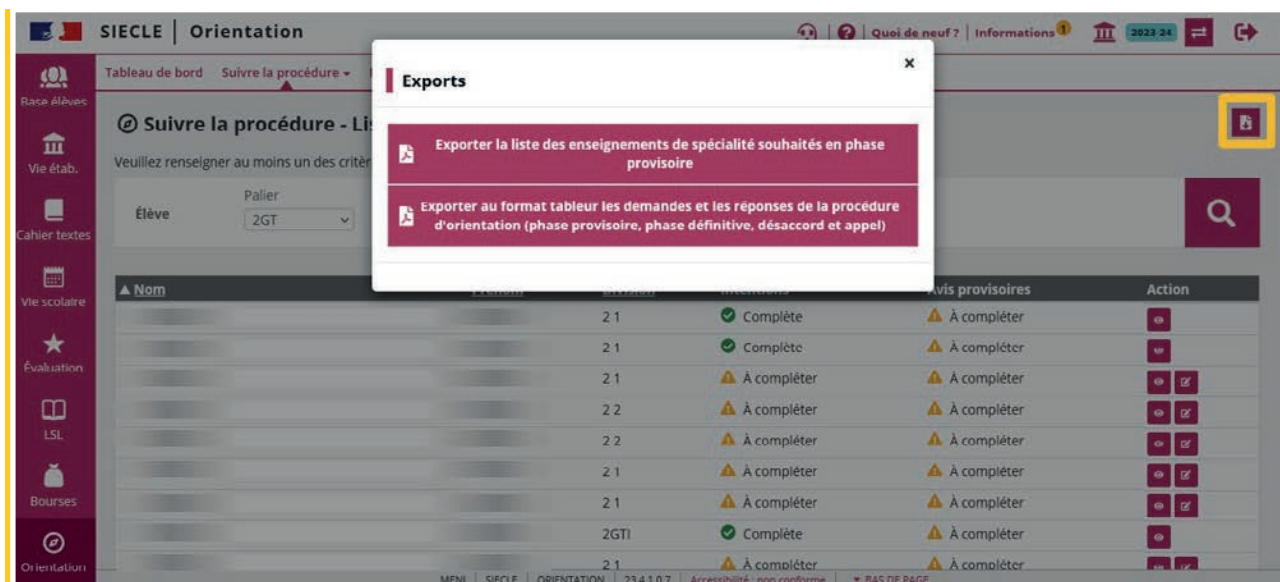 SIECLE | Orientation
Quoi de neuf ? | Informations 1
2023-24
Base élèves
Vie étab.
Cahier textes
Vie scolaire
Évaluation
LSL
Bourses
Orientation
Tableau de bord Suivre la procédure
Suivre la procédure - Li
Veuillez renseigner au moins un des critèr
Élève
Palier
2GT
Exports
x
Exporter la liste des enseignements de spécialité souhaités en phase
provisoire
Exporter au format tableur les demandes et les réponses de la procédure
d'orientation (phase provisoire, phase définitive, désaccord et appel)
Nom Prénom Division Intentions Avis provisoires Action
2 1 Complète À compléter
2 1 Complète À compléter
2 1 À compléter À compléter
2 2 À compléter À compléter
2 2 À compléter À compléter
2 1 À compléter À compléter
2 1 À compléter À compléter
2GTI Complète À compléter
2 1 À compléter À compléter
MENJ | SIECLE | ORIENTATION | 23.4.1.0.7 | Accessibilité : non conforme | BAS DE PAGE